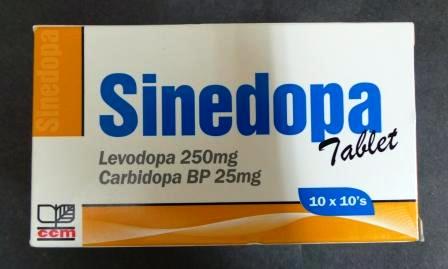 Sinedopa
Sinedopa
Tablet
Levodopa 250mg
Carbidopa BP 25mg
10 x 10's
ccm